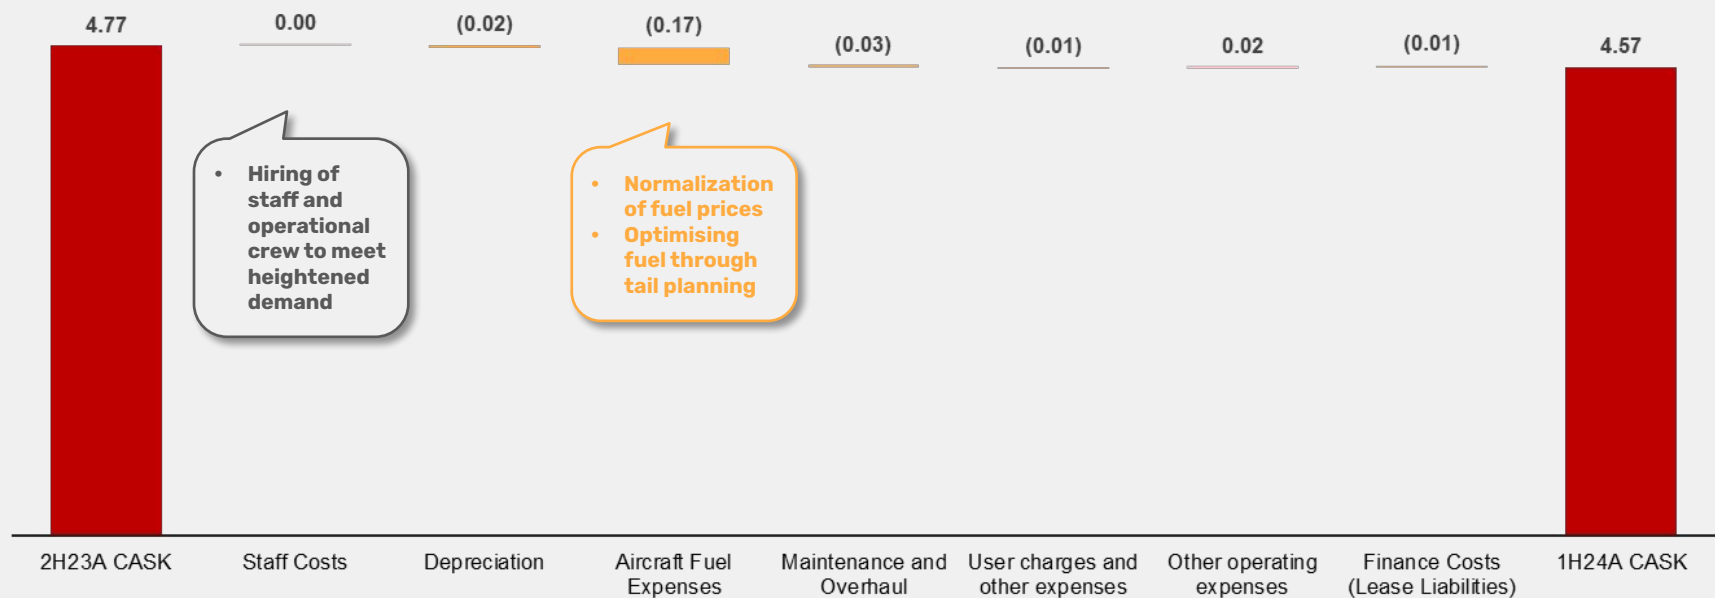 4.77
0.00
(0.02)
(0.17)
(0.03)
(0.01)
0.02
(0.01)
4.57
• Hiring of
staff and
operational
crew to meet
heightened
demand
• Normalization
of fuel prices
• Optimising
fuel through
tail planning
2H23A CASK
Staff Costs
Depreciation
Aircraft Fuel
Expenses
Maintenance and
Overhaul
User charges and
other expenses
Other operating
expenses
Finance Costs
(Lease Liabilities)
1H24A CASK